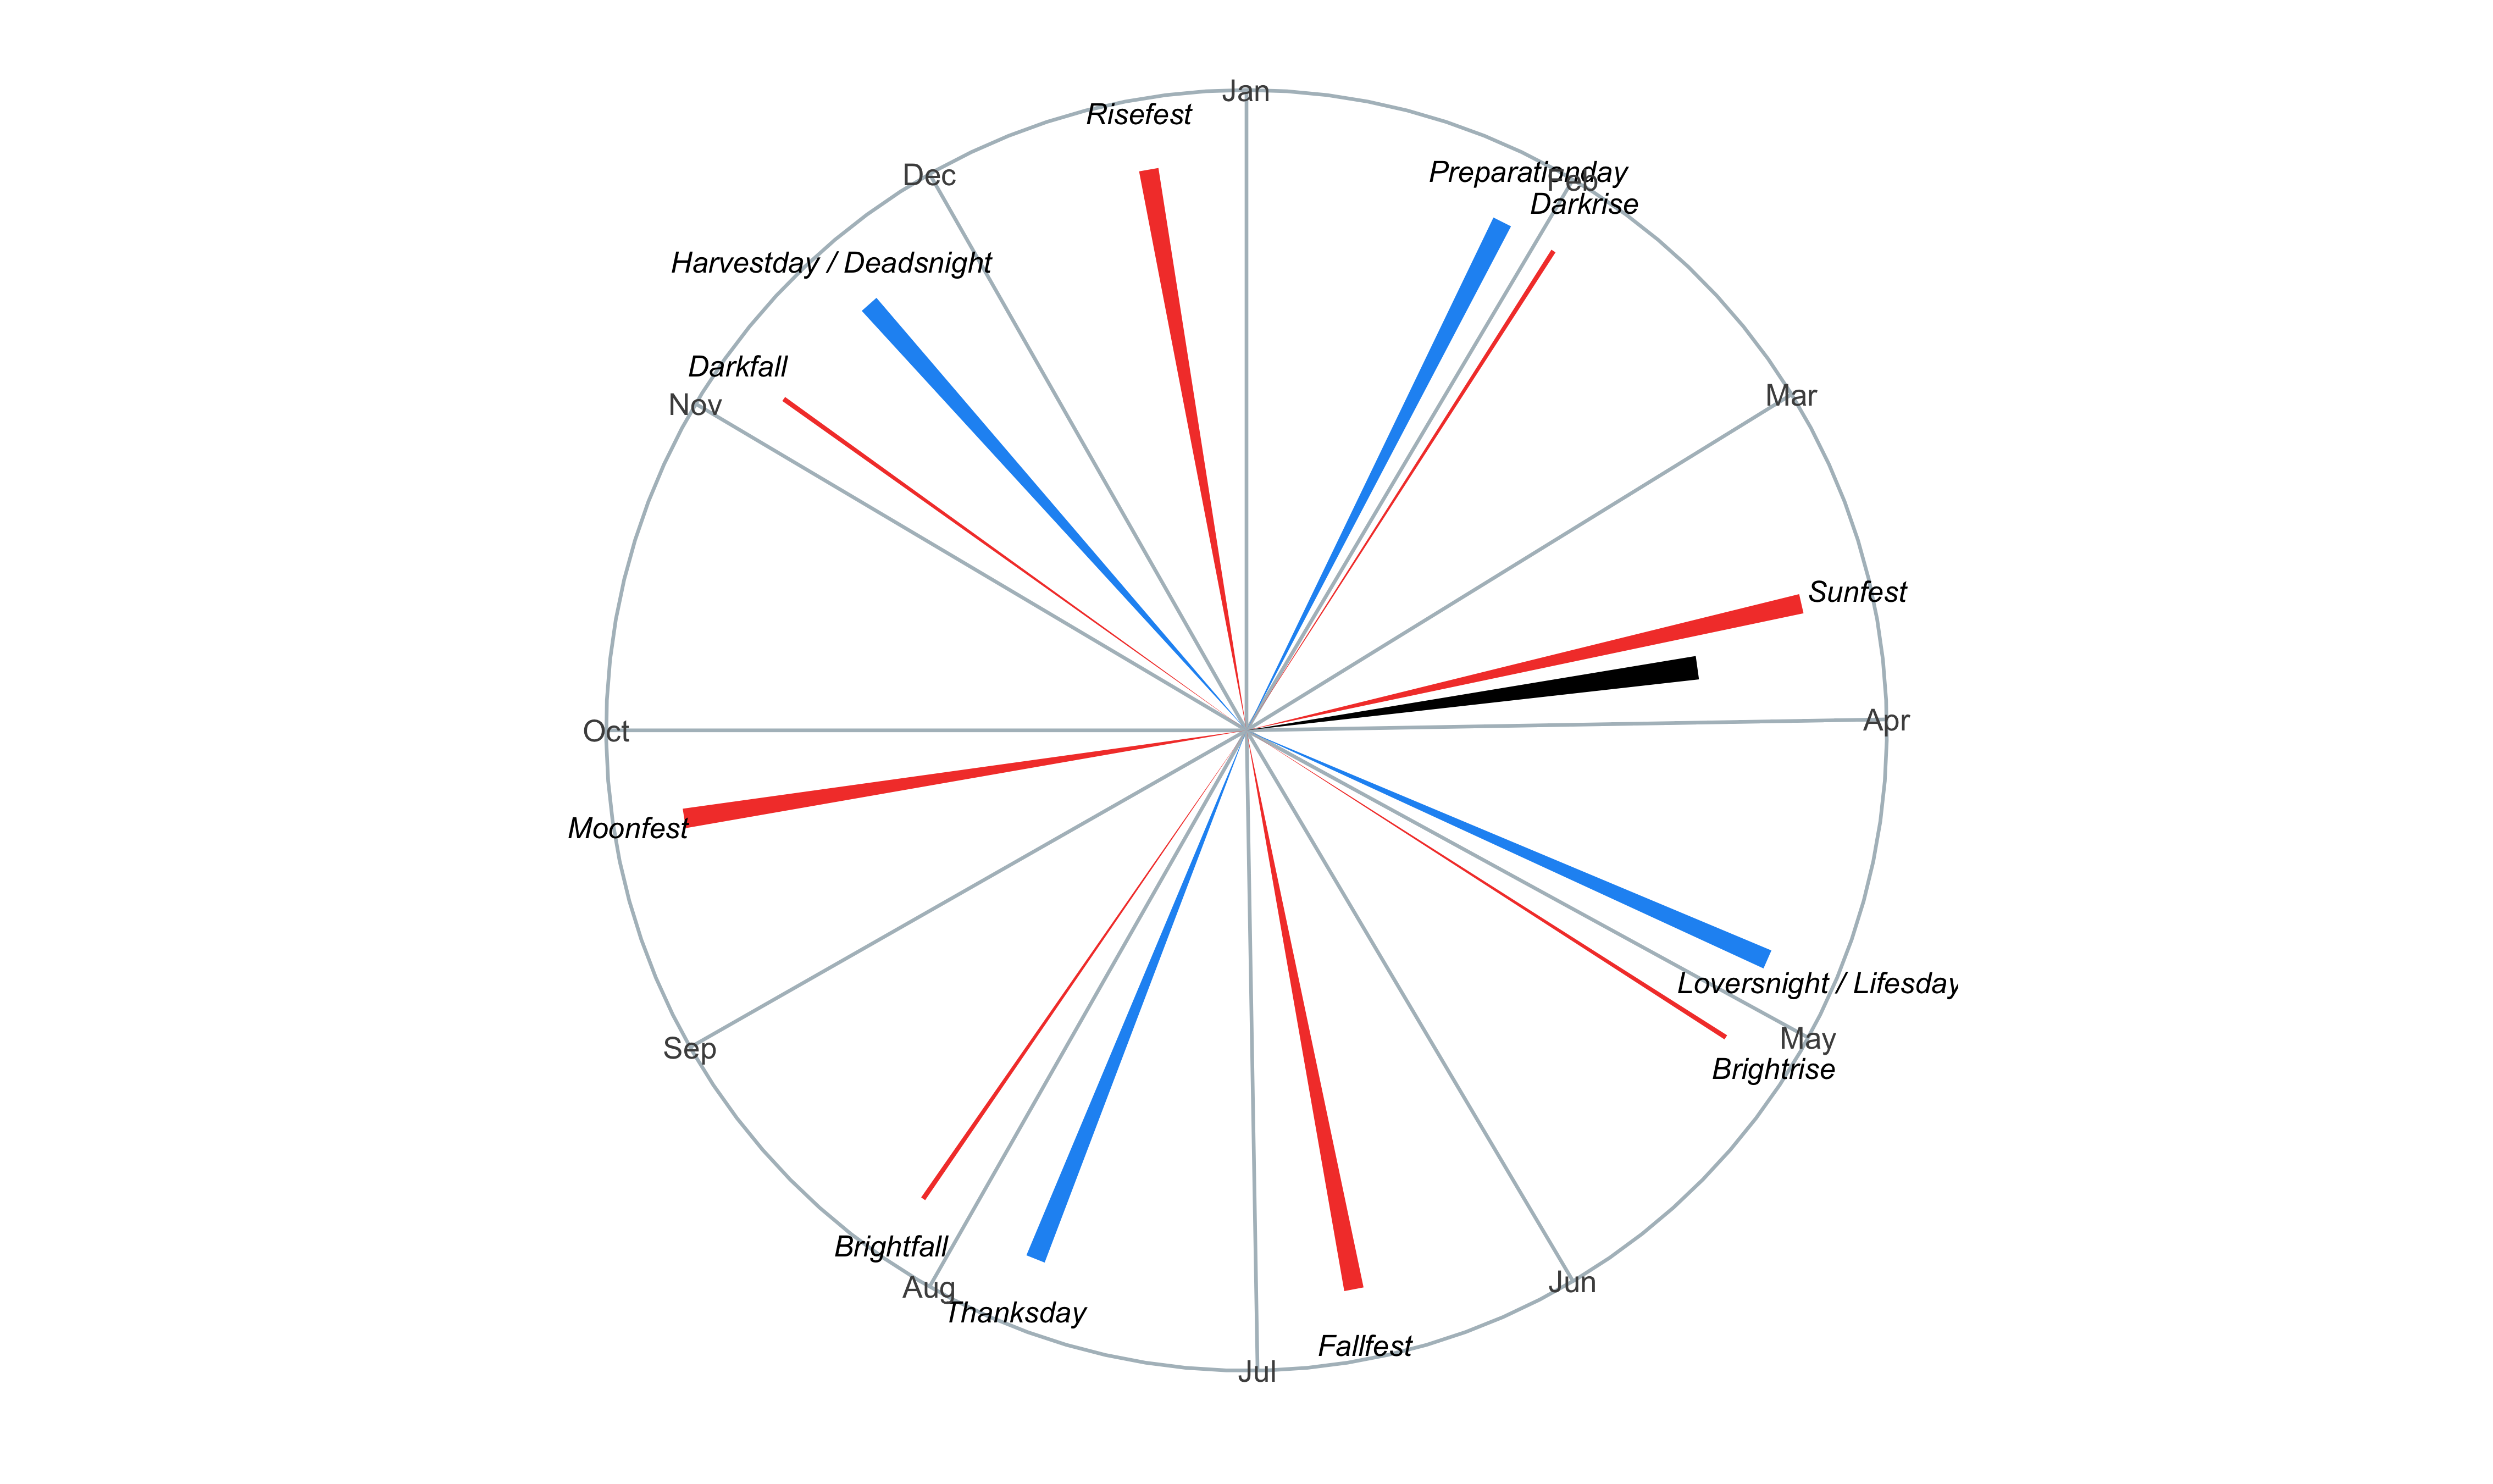 Jan
Risefest
Dec
Preparationday
Feb
Darkrise
Harvestday / Deadsnight
Darkfall
Nov
Mar
Sunfest
Oct
Apr
Moonfest
Loversnight / Lifesday
Sep
May
Brightrise
Brightfall
Aug
Jun
Thanksday
Fallfest
Jul